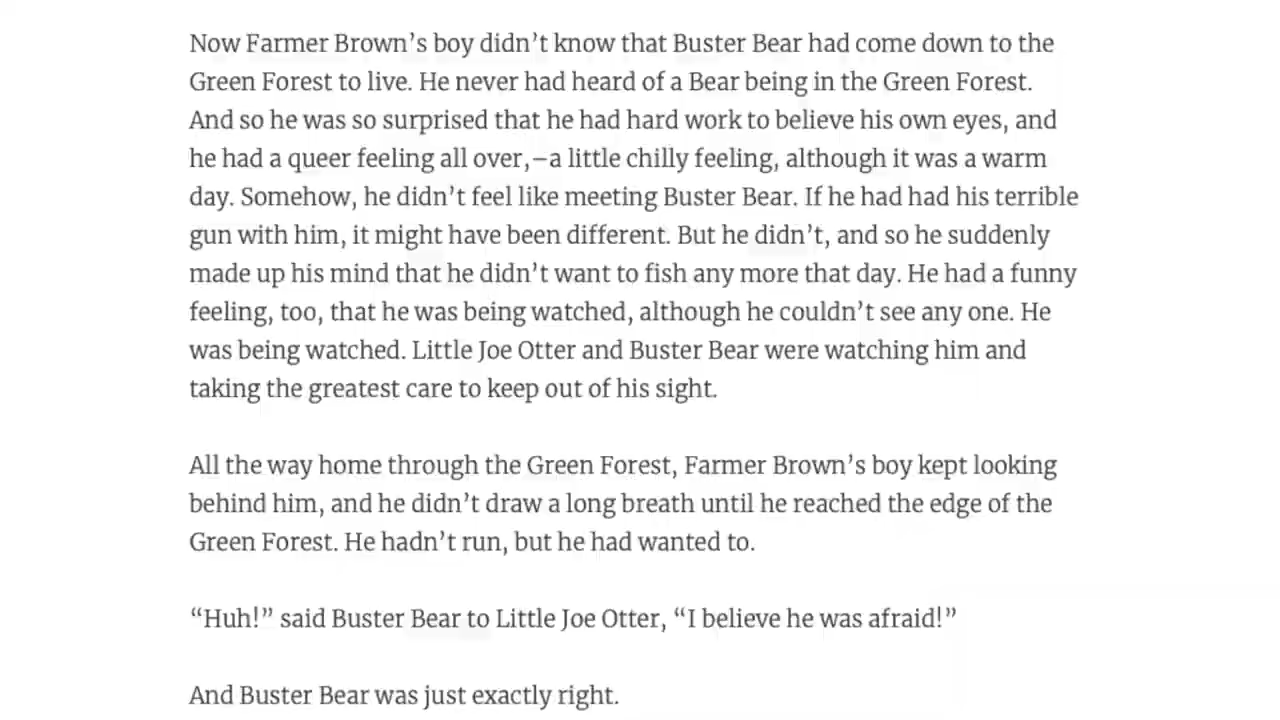 Now Farmer Brown’s boy didn’t know that Buster Bear had come down to the
Green Forest to live. He never had heard of a Bear being in the Green Forest.
And so he was so surprised that he had hard work to believe his own eyes, and
he had a queer feeling all over,–a little chilly feeling, although it was a warm
day. Somehow, he didn’t feel like meeting Buster Bear. If he had had his terrible
gun with him, it might have been different. But he didn’t, and so he suddenly
made up his mind that he didn’t want to fish any more that day. He had a funny
feeling, too, that he was being watched, although he couldn’t see any one. He
was being watched. Little Joe Otter and Buster Bear were watching him and
taking the greatest care to keep out of his sight.
All the way home through the Green Forest, Farmer Brown’s boy kept looking
behind him, and he didn’t draw a long breath until he reached the edge of the
Green Forest. He hadn’t run, but he had wanted to.
“Huh!” said Buster Bear to Little Joe Otter, “I believe he was afraid!”
And Buster Bear was just exactly right.